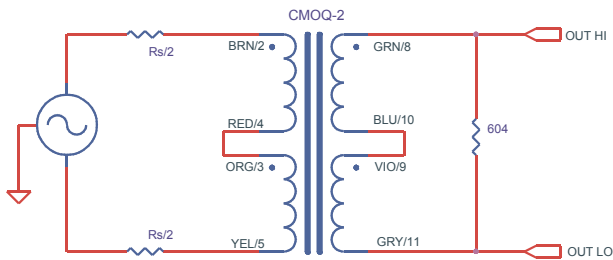 CMOQ-2
Rs/2
BRN/2
GRN/8
OUT HI
RED/4
BLU/10
604
ORG/3
VIO/9
Rs/2
YEL/5
GRY/11
OUT LO